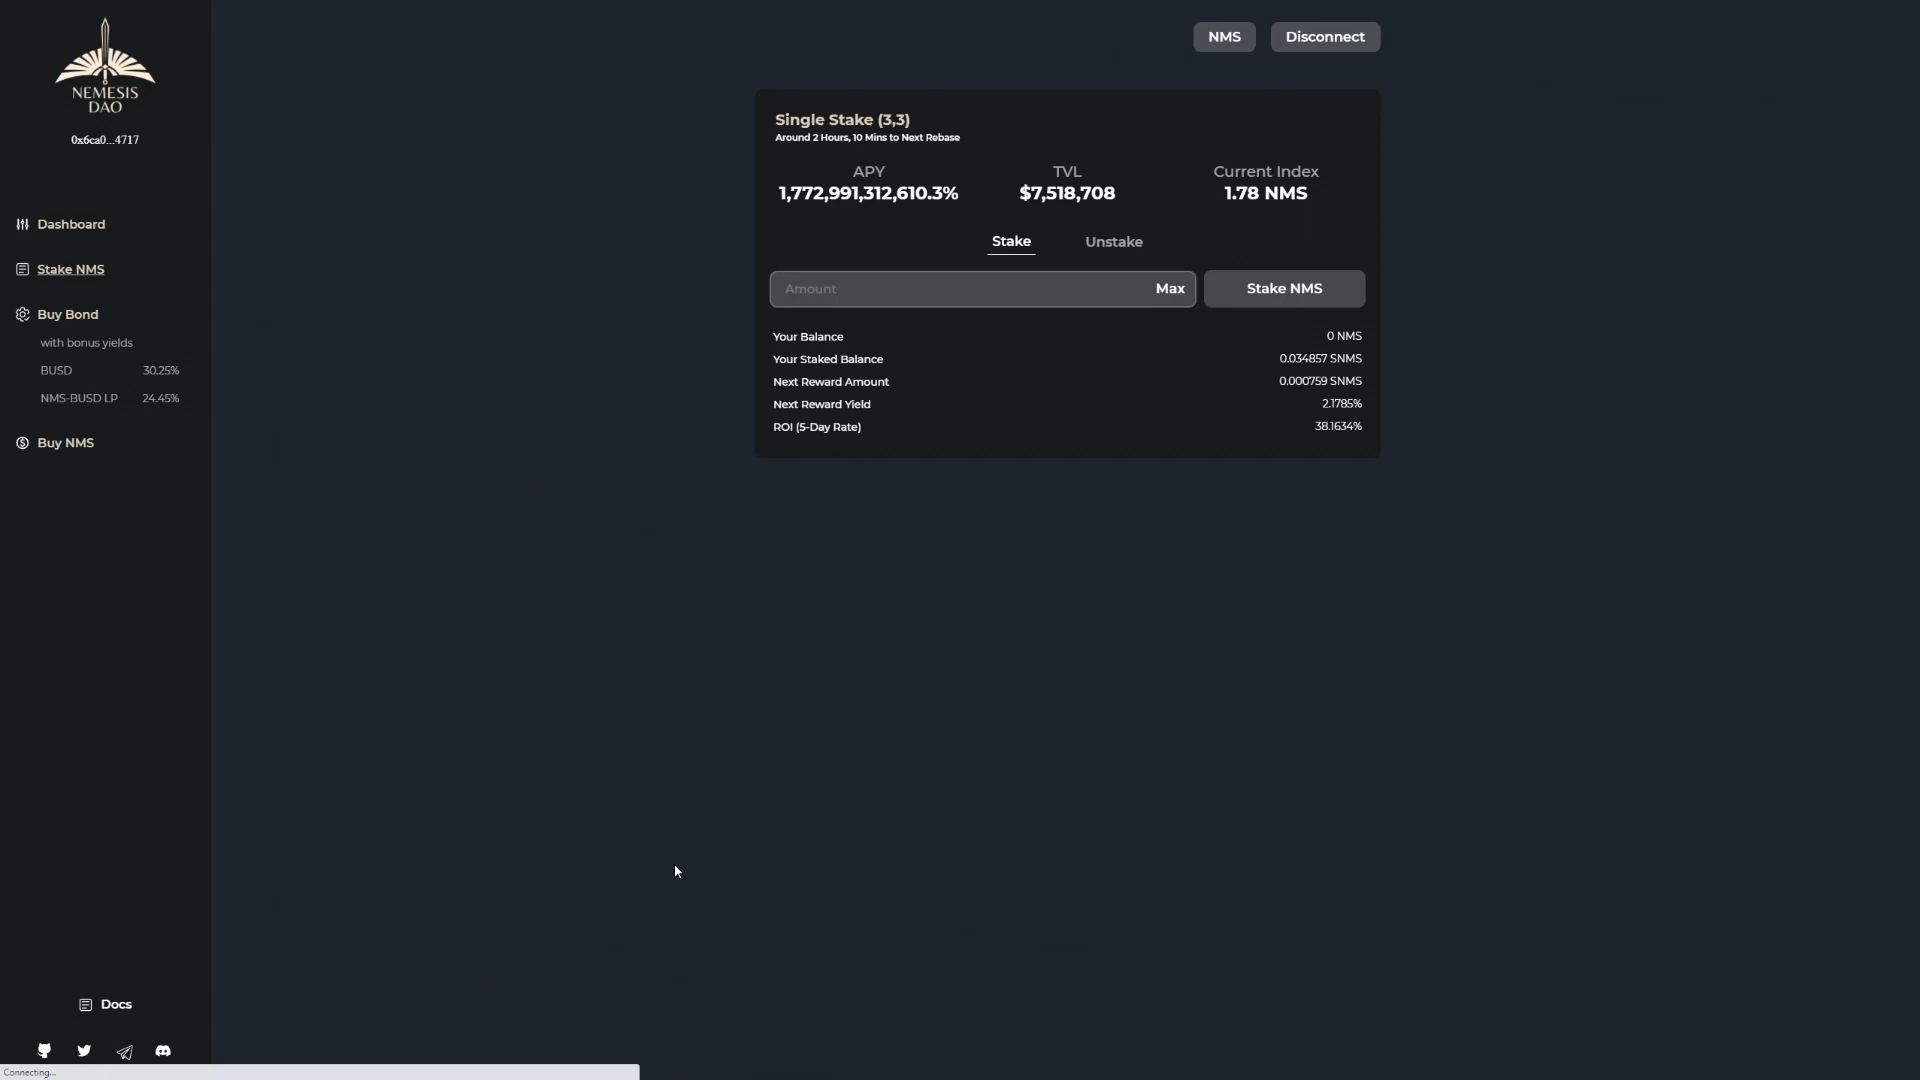 NEMESIS
DAO
0x6ca0...4717
Dashboard
Stake NMS
Buy Bond
with bonus yields
BUSD 30.25%
NMS-BUSD LP 24.45%
Buy NMS
Docs
Connecting...
NMS Disconnect
Single Stake (3,3)
Around 2 Hours, 10 Mins to Next Rebase
APY TVL Current Index
1,772,991,312,610.3% $7,518,708 1.78 NMS
Stake Unstake
Amount Max Stake NMS
Your Balance 0 NMS
Your Staked Balance 0.034857 SNMS
Next Reward Amount 0.000759 SNMS
Next Reward Yield 2.1785%
ROI (5-Day Rate) 38.1634%